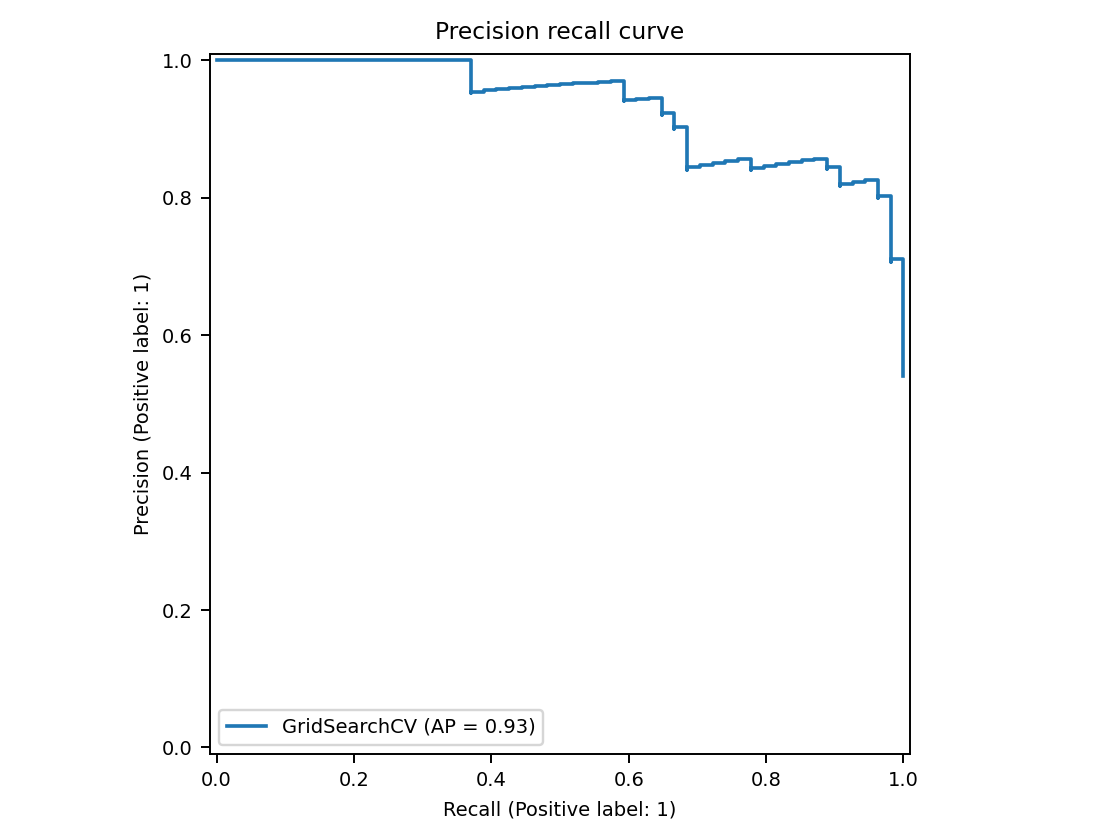 Precision recall curve
1.0
0.8
0.6
0.4
0.2
0.0
Precision (Positive label: 1)
GridSearchCV (AP = 0.93)
0.0 0.2 0.4 0.6 0.8 1.0
Recall (Positive label: 1)